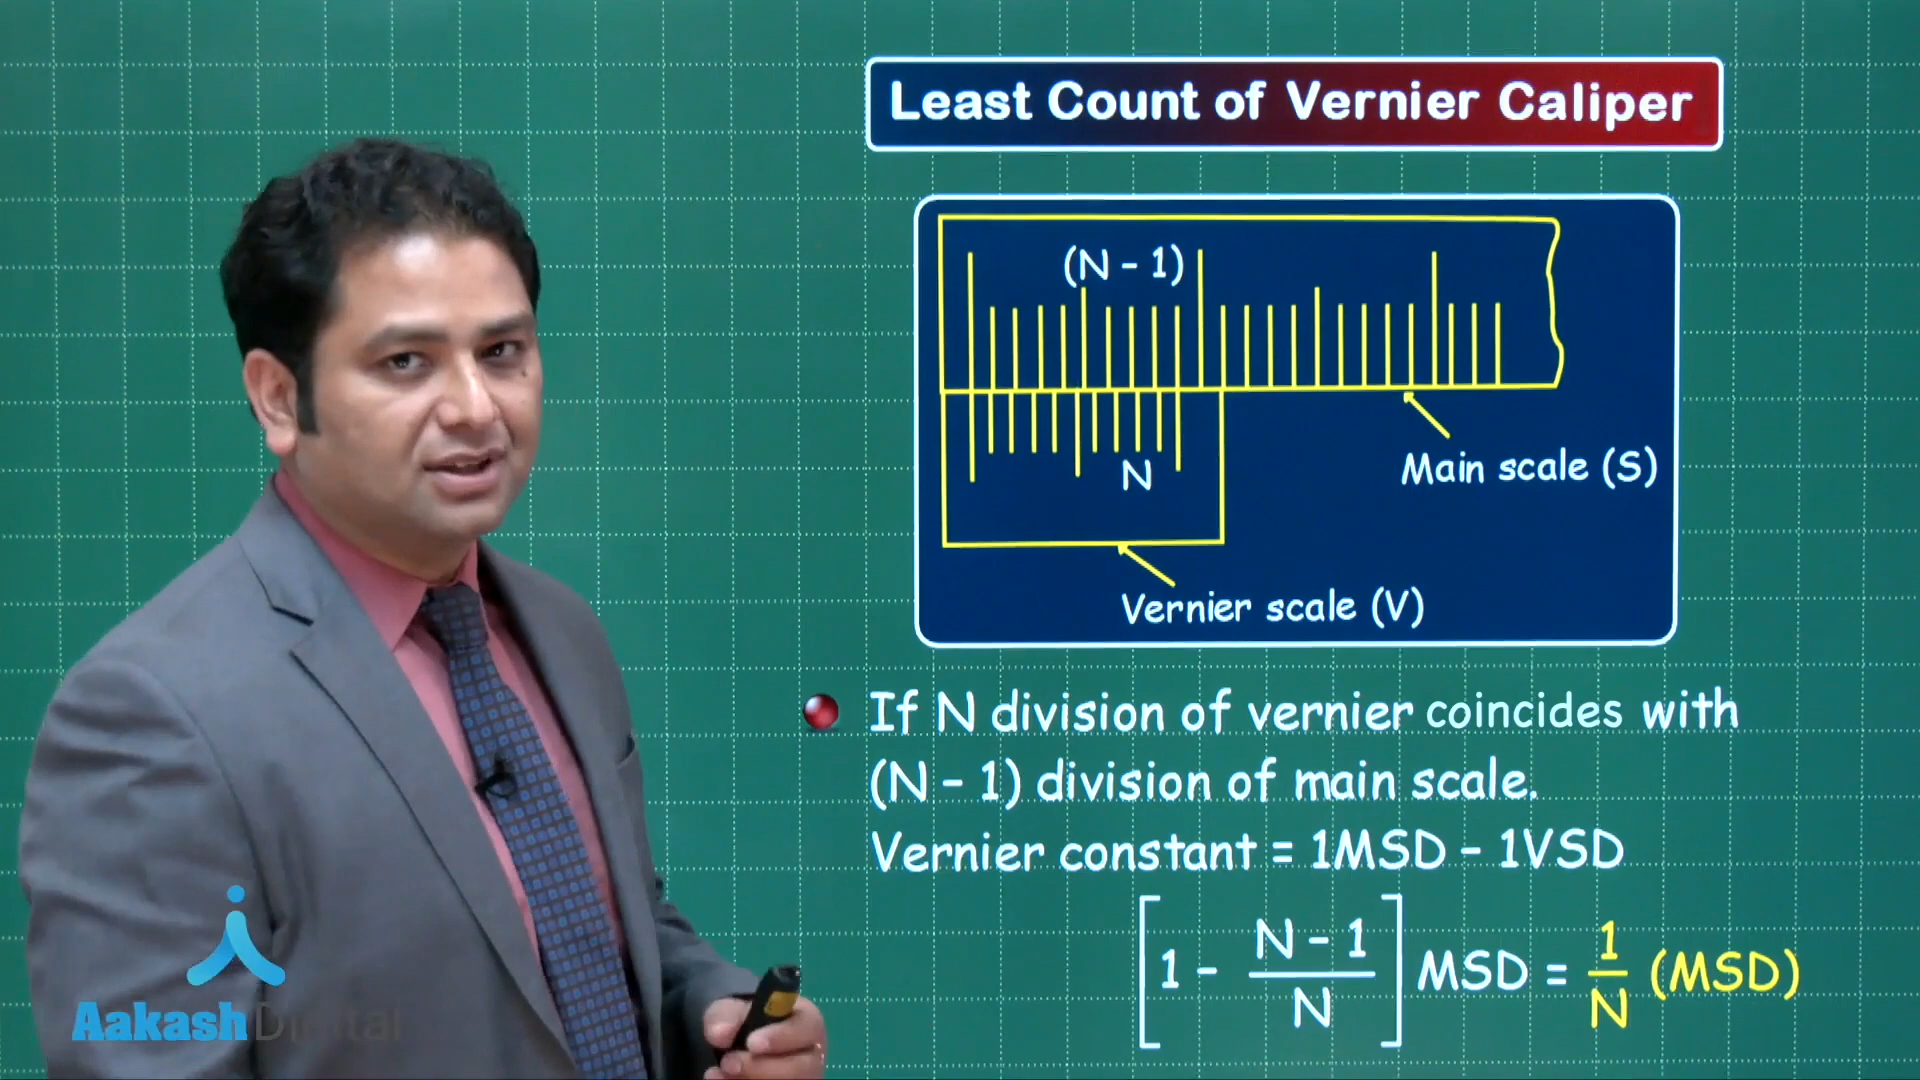 Least Count of Vernier Caliper
(N - 1)
N
Main scale (S)
Vernier scale (V)
If N division of vernier coincides with
(N - 1) division of main scale.
Vernier constant = 1MSD - 1VSD
[1 - (N - 1)/N] MSD = 1/N (MSD)
Aakash Digital